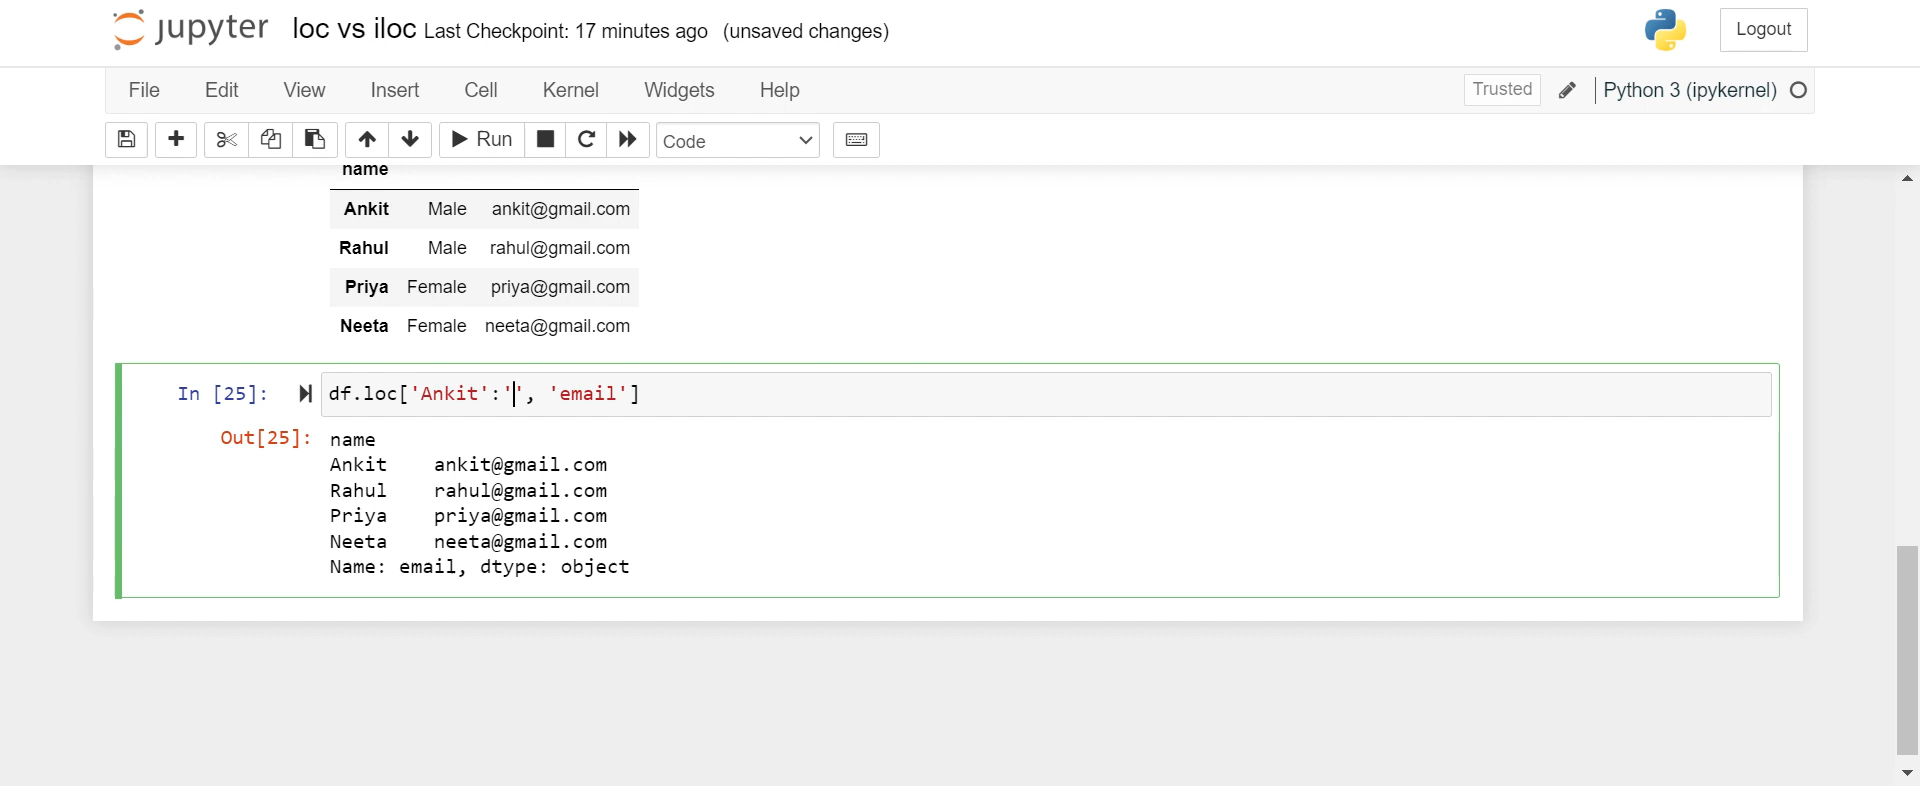 jupyter loc vs iloc Last Checkpoint: 17 minutes ago (unsaved changes) Logout
File Edit View Insert Cell Kernel Widgets Help Trusted Python 3 (ipykernel)
Run Code
name
Ankit Male ankit@gmail.com
Rahul Male rahul@gmail.com
Priya Female priya@gmail.com
Neeta Female neeta@gmail.com
In [25]: df.loc['Ankit':'', 'email']
Out[25]: name
Ankit ankit@gmail.com
Rahul rahul@gmail.com
Priya priya@gmail.com
Neeta neeta@gmail.com
Name: email, dtype: object